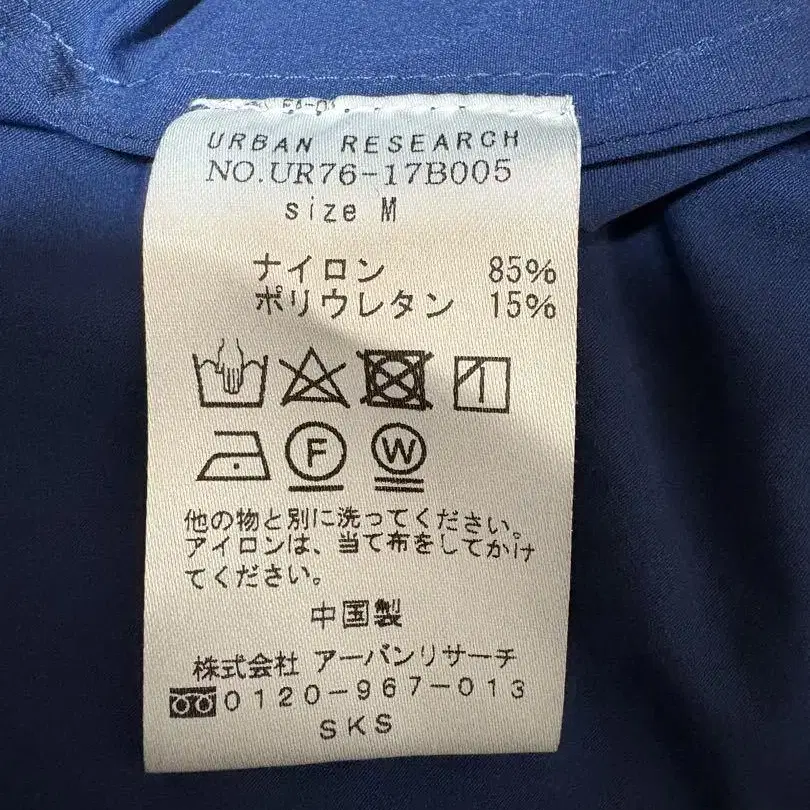 URBAN RESEARCH
NO.UR76-17B005
size M
ナイロン 85%
ポリウレタン 15%
F W
他の物と別に洗ってください。
アイロンは、当て布をしてかけ
てください。
中国製
株式会社 アーバンリサーチ
0120-967-013
SKS